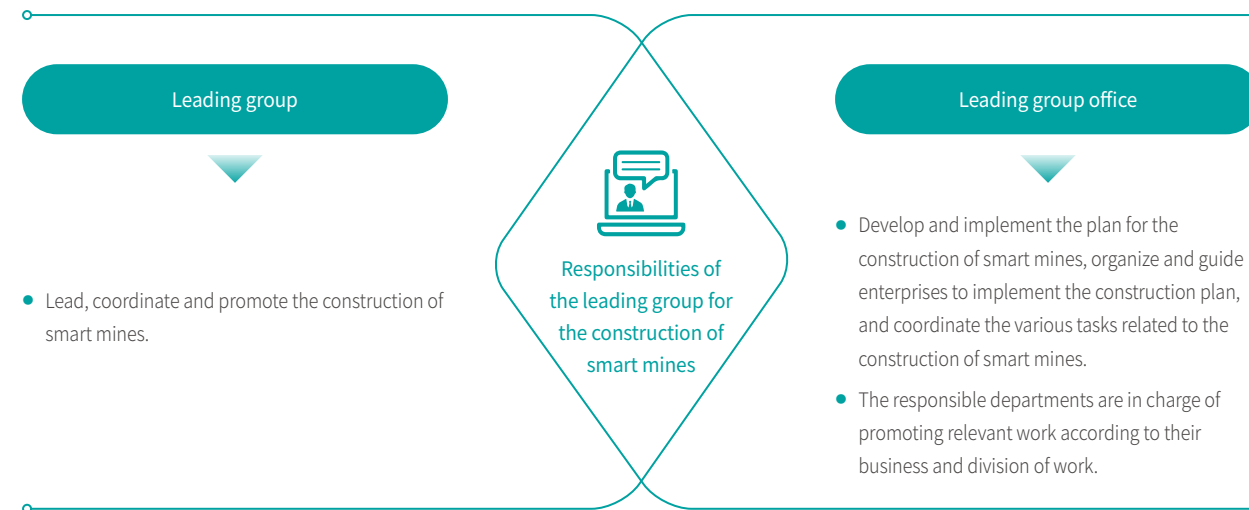 Leading group
Lead, coordinate and promote the construction of
smart mines.
Responsibilities of
the leading group for
the construction of
smart mines
Leading group office
Develop and implement the plan for the
construction of smart mines, organize and guide
enterprises to implement the construction plan,
and coordinate the various tasks related to the
construction of smart mines.
The responsible departments are in charge of
promoting relevant work according to their
business and division of work.